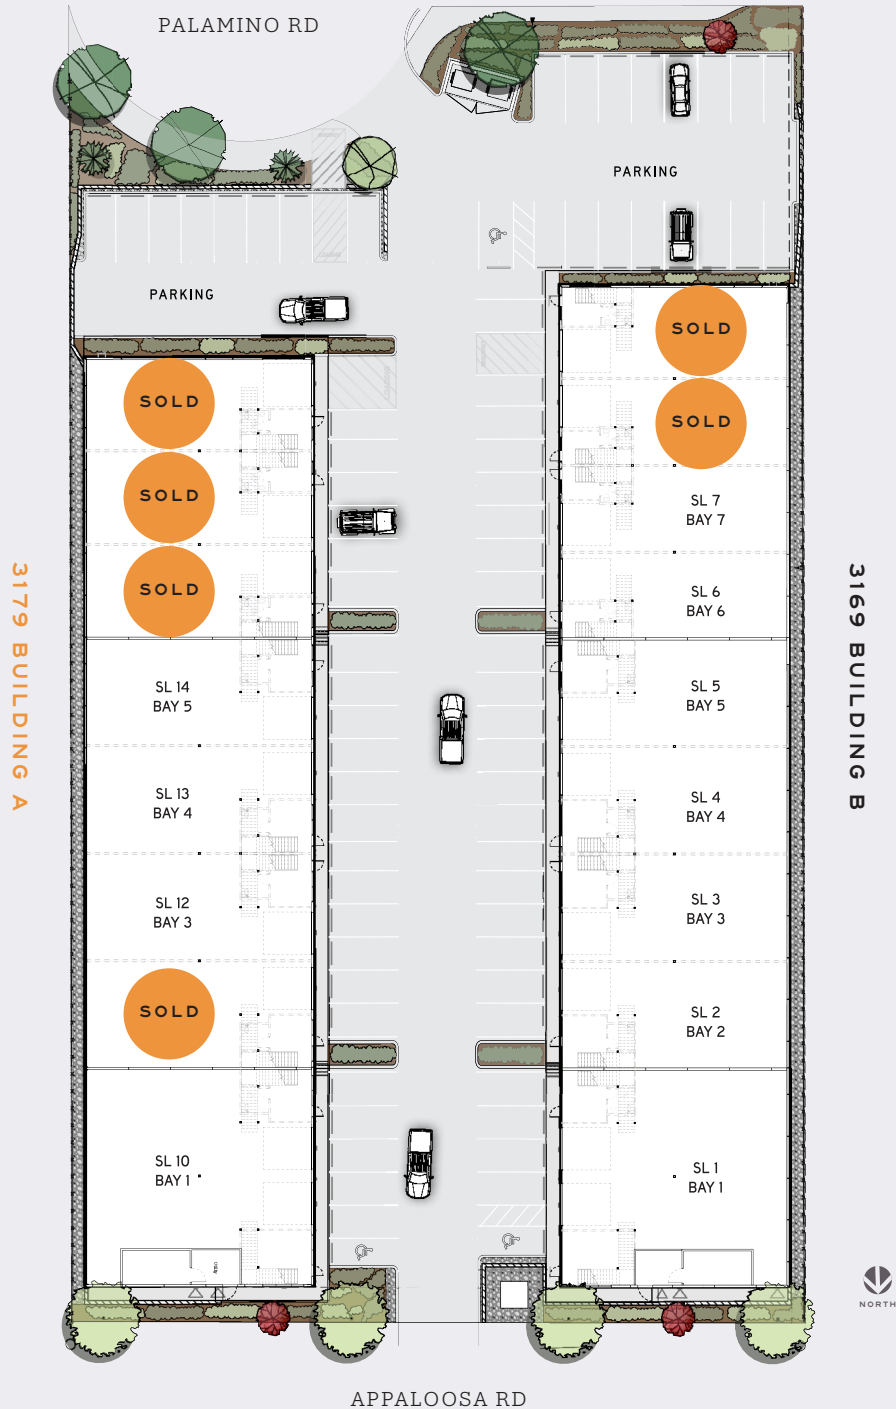 PALAMINO RD
PARKING
PARKING
SOLD
SOLD
SOLD
SOLD
SOLD
SL 7
BAY 7
SL 6
BAY 6
SL 14
BAY 5
SL 5
BAY 5
SL 13
BAY 4
SL 4
BAY 4
SL 12
BAY 3
SL 3
BAY 3
SOLD
SL 2
BAY 2
SL 10
BAY 1
SL 1
BAY 1
3179 BUILDING A
3169 BUILDING B
NORTH
APPALOOSA RD